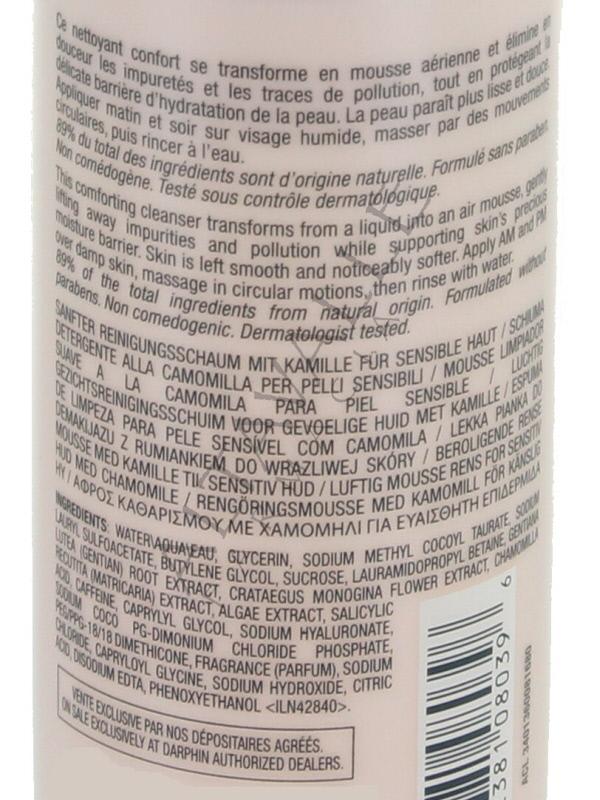 Ce nettoyant confort se transforme en mousse aérienne et élimine en
douceur les impuretés et les traces de pollution, tout en protégeant la
délicate barrière d'hydratation de la peau. La peau paraît plus lisse et douce.
Appliquer matin et soir sur visage humide, masser par des mouvements
circulaires, puis rincer à l'eau.
89% du total des ingrédients sont d'origine naturelle. Formulé sans paraben.
Non comédogène. Testé sous contrôle dermatologique.
This comforting cleanser transforms from a liquid into an air mousse, gently
lifting away impurities and pollution while supporting skin's precious
moisture barrier. Skin is left smooth and noticeably softer. Apply AM and PM
over damp skin, massage in circular motions, then rinse with water.
89% of the total ingredients from natural origin. Formulated without
parabens. Non comedogenic. Dermatologist tested.
SANFTER REINIGUNGSSCHAUM MIT KAMILLE FÜR SENSIBLE HAUT / SCHIUMA
DETERGENTE ALLA CAMOMILLA PER PELLI SENSIBILI / MOUSSE LIMPIADOR
SUAVE A LA CAMOMILA PARA PIEL SENSIBLE / LUCHTIG
GEZICHTSREINIGINGSSCHUIM VOOR GEVOELIGE HUID MET KAMILLE / ESPUMA
DE LIMPEZA PARA PELE SENSÍVEL COM CAMOMILA / LEKKA PIANKA DO
DEMAKIJAŻU Z RUMIANKIEM DO WRAŻLIWEJ SKÓRY / BEROLIGENDE RENSE
MOUSSE MED KAMILLE TIL SENSITIV HUD / LUFTIG MOUSSE RENS FOR SENSITIV
HUD MED CHAMOMILE / RENGÖRINGSMOUSSE MED KAMOMILL FÖR KÄNSLIG
HY / ΑΦΡΟΣ ΚΑΘΑΡΙΣΜΟΥ ΜΕ ΧΑΜΟΜΗΛΙ ΓΙΑ ΕΥΑΙΣΘΗΤΗ ΕΠΙΔΕΡΜΙΔΑ
INGREDIENTS: WATER\AQUA\EAU, GLYCERIN, SODIUM METHYL COCOYL TAURATE, SODIUM
LAURYL SULFOACETATE, BUTYLENE GLYCOL, SUCROSE, LAURAMIDOPROPYL BETAINE, GENTIANA
LUTEA (GENTIAN) ROOT EXTRACT, CRATAEGUS MONOGINA FLOWER EXTRACT, CHAMOMILLA
RECUTITA (MATRICARIA) EXTRACT, ALGAE EXTRACT, SALICYLIC
ACID, CAFFEINE, CAPRYLYL GLYCOL, SODIUM HYALURONATE,
SODIUM COCO PG-DIMONIUM CHLORIDE PHOSPHATE,
PEG/PPG-18/18 DIMETHICONE, FRAGRANCE (PARFUM), SODIUM
CHLORIDE, CAPRYLOYL GLYCINE, SODIUM HYDROXIDE, CITRIC
ACID, DISODIUM EDTA, PHENOXYETHANOL <ILN42840>.
VENTE EXCLUSIVE PAR NOS DÉPOSITAIRES AGRÉÉS.
ON SALE EXCLUSIVELY AT DARPHIN AUTHORIZED DEALERS.
381 08039 6
ACL 3401360081680